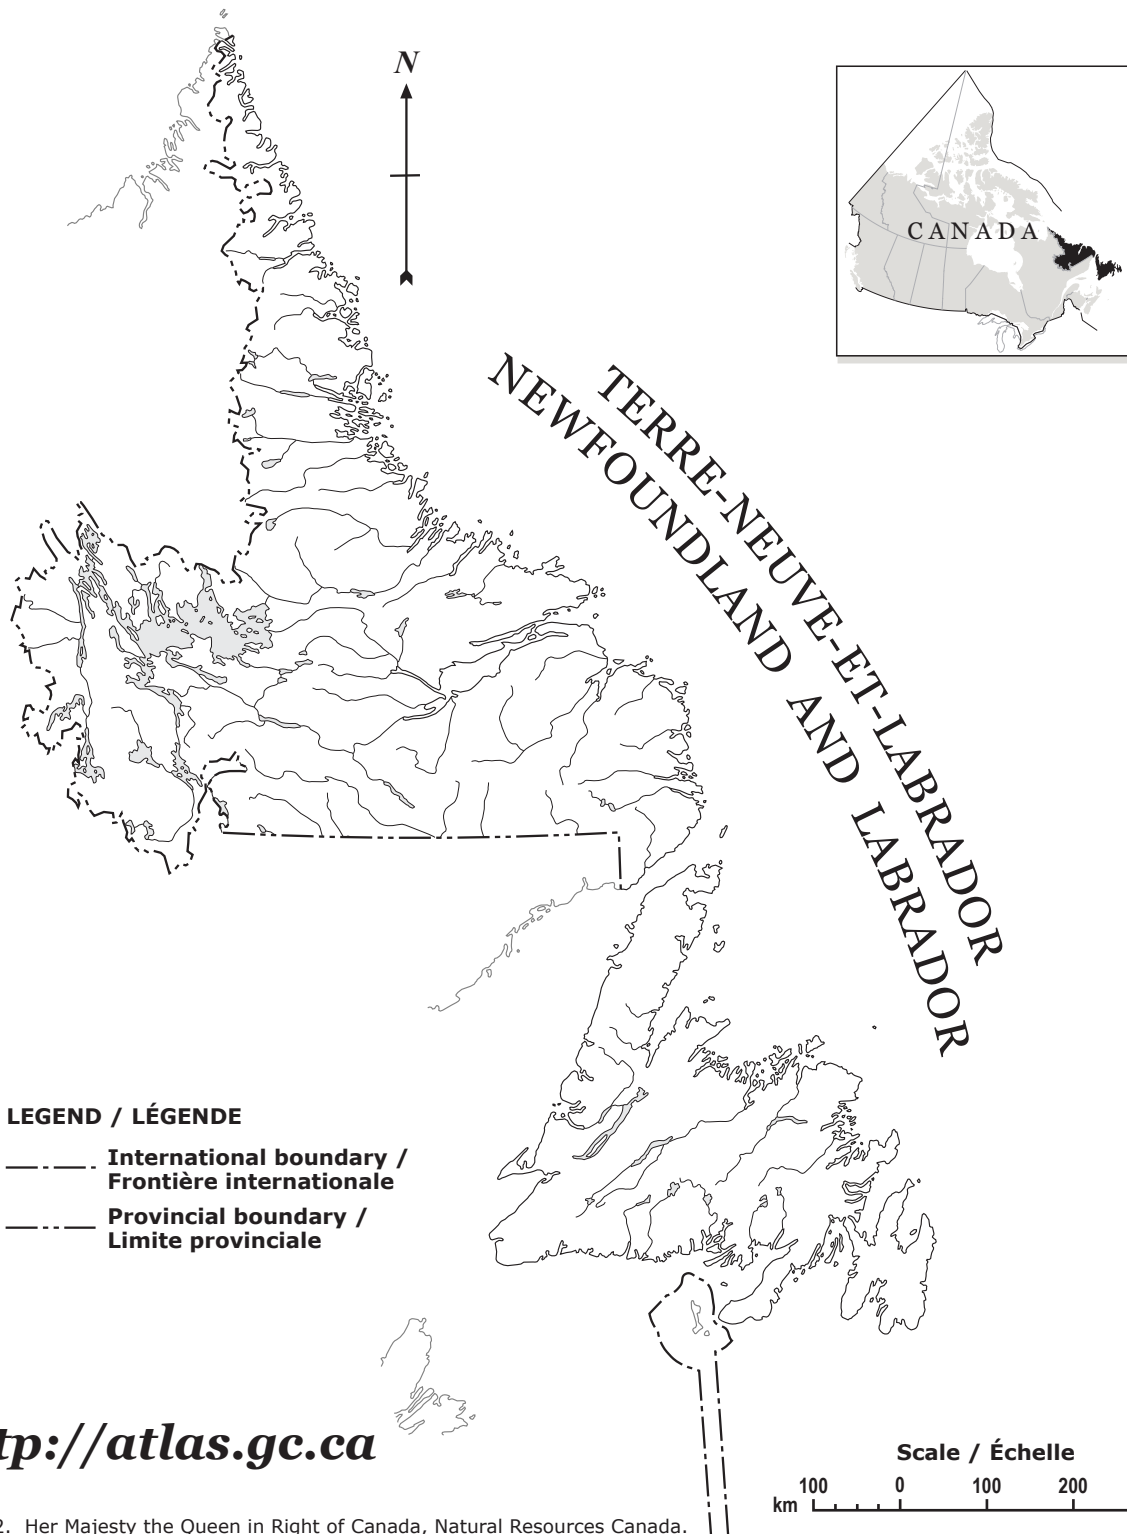 N
CANADA
TERRE-NEUVE-ET-LABRADOR
NEWFOUNDLAND AND LABRADOR
LEGEND / LÉGENDE
International boundary /
Frontière internationale
Provincial boundary /
Limite provinciale
tp://atlas.gc.ca
Scale / Échelle
100 0 100 200
km
2. Her Majesty the Queen in Right of Canada, Natural Resources Canada.